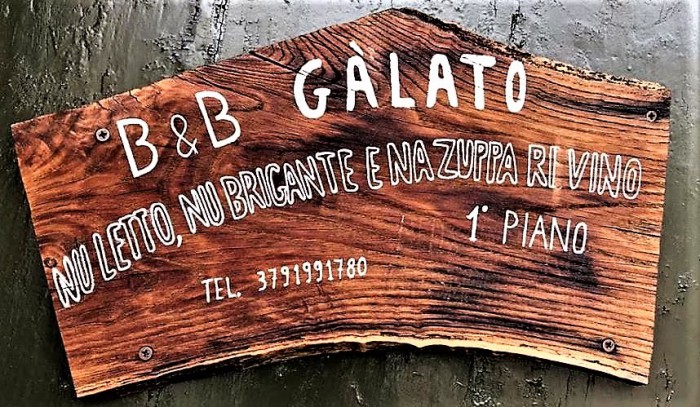 B & B GÀLATO
NU LETTO, NU BRIGANTE E NA ZUPPA RI VINO
1° PIANO
TEL. 3791991780